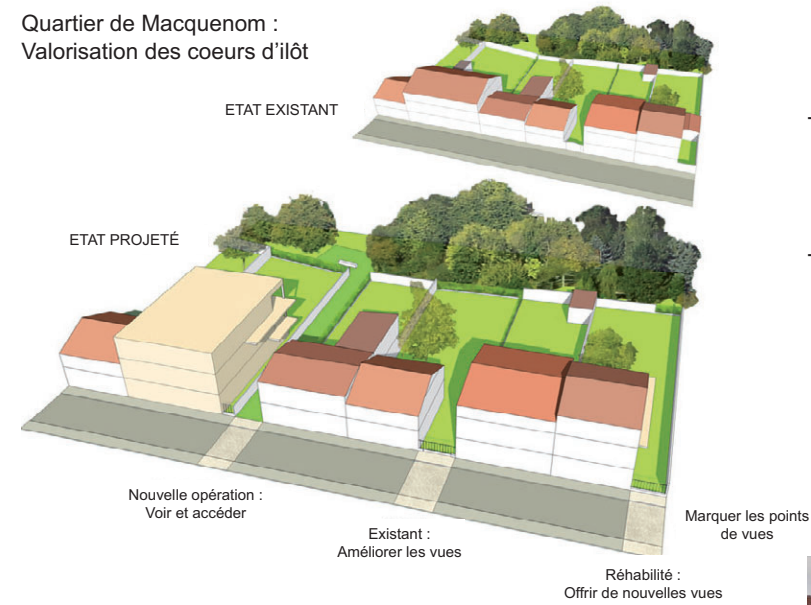 Quartier de Macquenom :
Valorisation des coeurs d'ilôt
ETAT EXISTANT
ETAT PROJETÉ
Nouvelle opération :
Voir et accéder
Existant :
Améliorer les vues
Marquer les points
de vues
Réhabilité :
Offrir de nouvelles vues